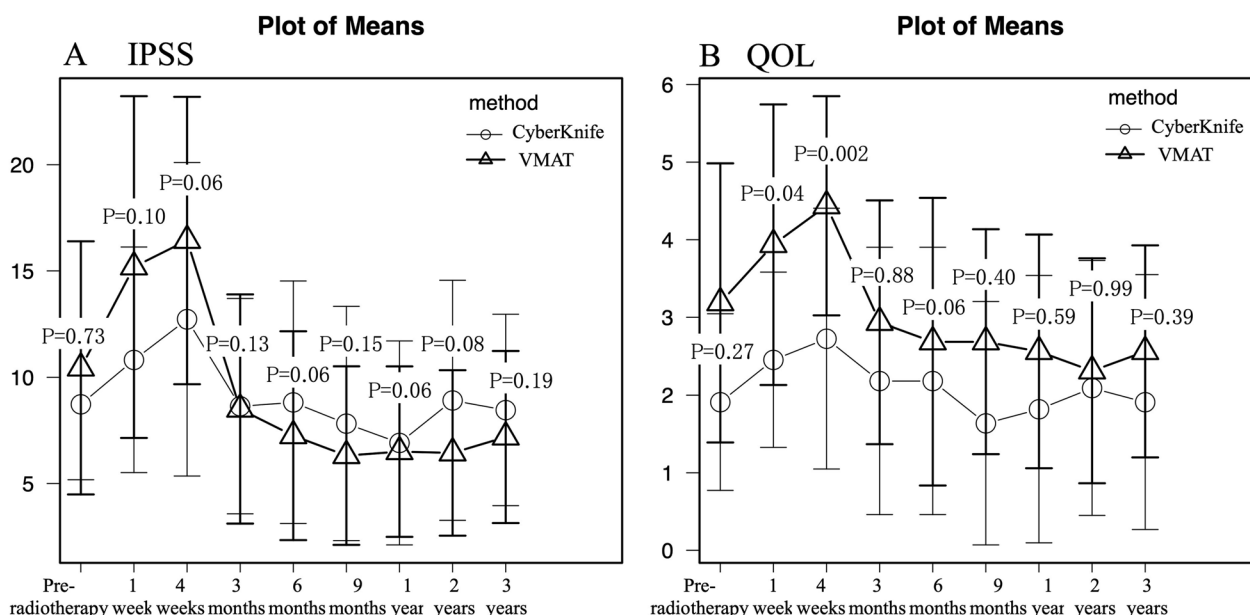 Plot of Means
A IPSS
method
CyberKnife
VMAT
20
15
10
5
P=0.73
P=0.10
P=0.06
P=0.13
P=0.06
P=0.15
P=0.06
P=0.08
P=0.19
Pre- 1 4 3 6 9 1 2 3
radiotherapy week weeks months months months year years years
Plot of Means
B QOL
method
CyberKnife
VMAT
6
5
4
3
2
1
0
P=0.27
P=0.04
P=0.002
P=0.88
P=0.06
P=0.40
P=0.59
P=0.99
P=0.39
Pre- 1 4 3 6 9 1 2 3
radiotherapy week weeks months months months year years years